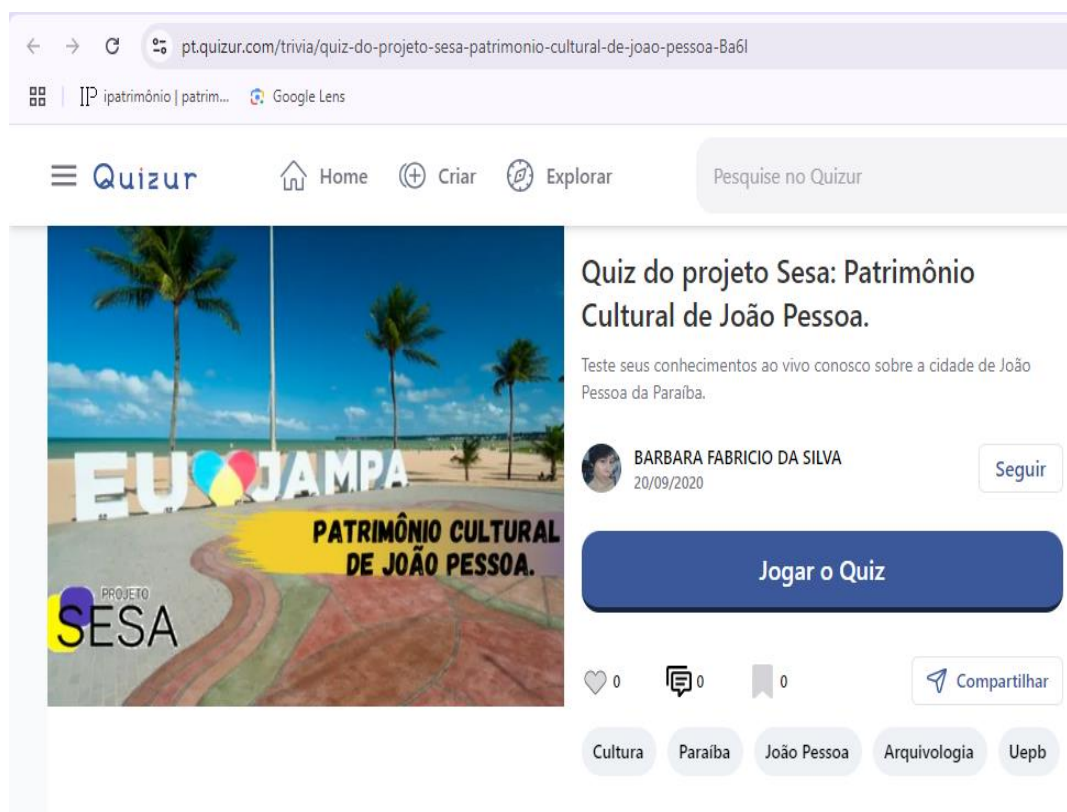 pt.quizur.com/trivia/quiz-do-projeto-sesa-patrimonio-cultural-de-joao-pessoa-Ba6l
IP ipatrimônio | patrim... Google Lens
Quizur Home Criar Explorar Pesquise no Quizur
EU JAMPA
PATRIMÔNIO CULTURAL
DE JOÃO PESSOA.
PROJETO
SESA
Quiz do projeto Sesa: Patrimônio
Cultural de João Pessoa.
Teste seus conhecimentos ao vivo conosco sobre a cidade de João
Pessoa da Paraíba.
BARBARA FABRICIO DA SILVA
20/09/2020
Seguir
Jogar o Quiz
0 0 0 Compartilhar
Cultura Paraíba João Pessoa Arquivologia Uepb